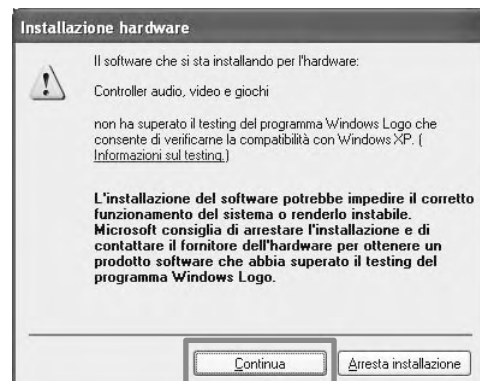 Installazione hardware
Il software che si sta installando per l'hardware:
Controller audio, video e giochi
non ha superato il testing del programma Windows Logo che
consente di verificarne la compatibilità con Windows XP. (
Informazioni sul testing.)
L'installazione del software potrebbe impedire il corretto
funzionamento del sistema o renderlo instabile.
Microsoft consiglia di arrestare l'installazione e di
contattare il fornitore dell'hardware per ottenere un
prodotto software che abbia superato il testing del
programma Windows Logo.
Continua
Arresta installazione